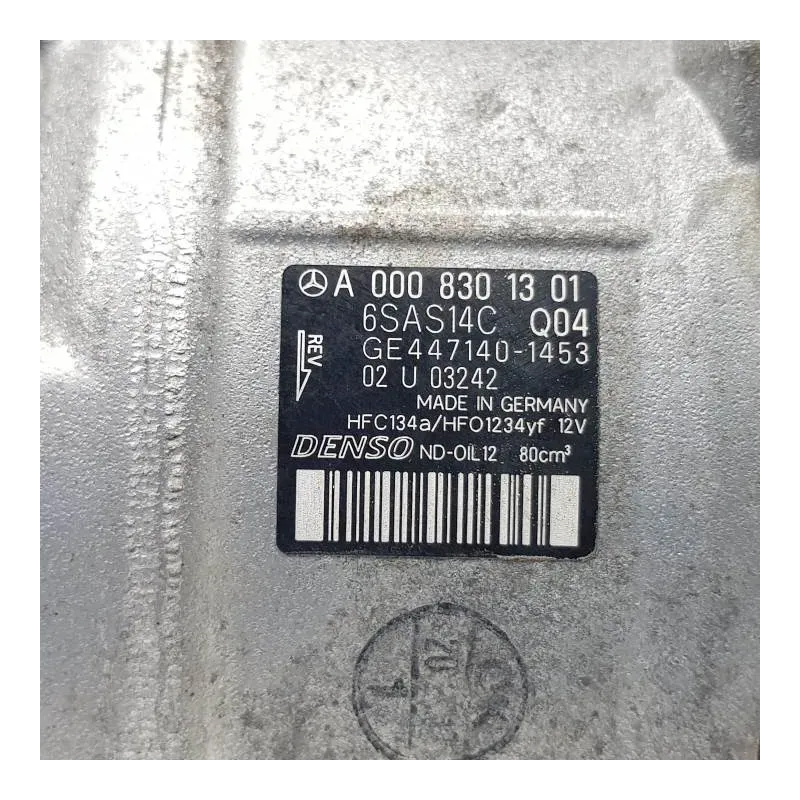 A 000 830 13 01
6SAS14C Q04
REV
GE447140-1453
02 U 03242
MADE IN GERMANY
HFC134a/HFO1234yf 12V
DENSO ND-OIL12 80cm³